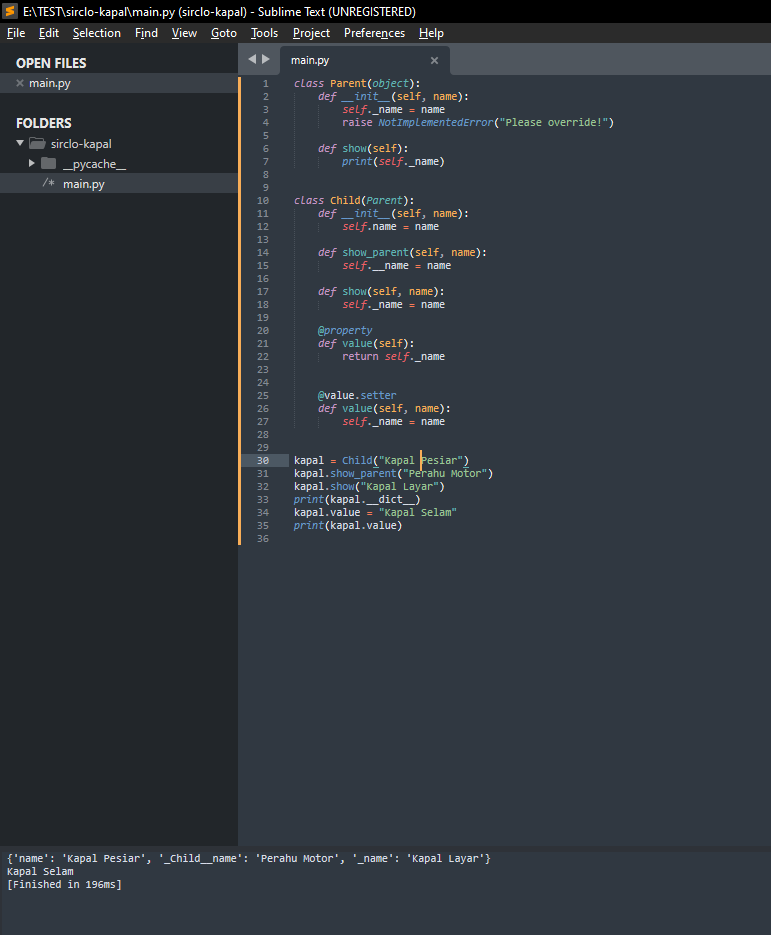 E:\TEST\sirclo-kapal\main.py (sirclo-kapal) - Sublime Text (UNREGISTERED)
File Edit Selection Find View Goto Tools Project Preferences Help
OPEN FILES
main.py
FOLDERS
sirclo-kapal
__pycache__
/* main.py
main.py
1 class Parent(object):
2     def __init__(self, name):
3         self._name = name
4         raise NotImplementedError("Please override!")
5
6     def show(self):
7         print(self._name)
8
9
10 class Child(Parent):
11     def __init__(self, name):
12         self.name = name
13
14     def show_parent(self, name):
15         self.__name = name
16
17     def show(self, name):
18         self._name = name
19
20     @property
21     def value(self):
22         return self._name
23
24
25     @value.setter
26     def value(self, name):
27         self._name = name
28
29
30 kapal = Child("Kapal Pesiar")
31 kapal.show_parent("Perahu Motor")
32 kapal.show("Kapal Layar")
33 print(kapal.__dict__)
34 kapal.value = "Kapal Selam"
35 print(kapal.value)
36
{'name': 'Kapal Pesiar', '_Child__name': 'Perahu Motor', '_name': 'Kapal Layar'}
Kapal Selam
[Finished in 196ms]